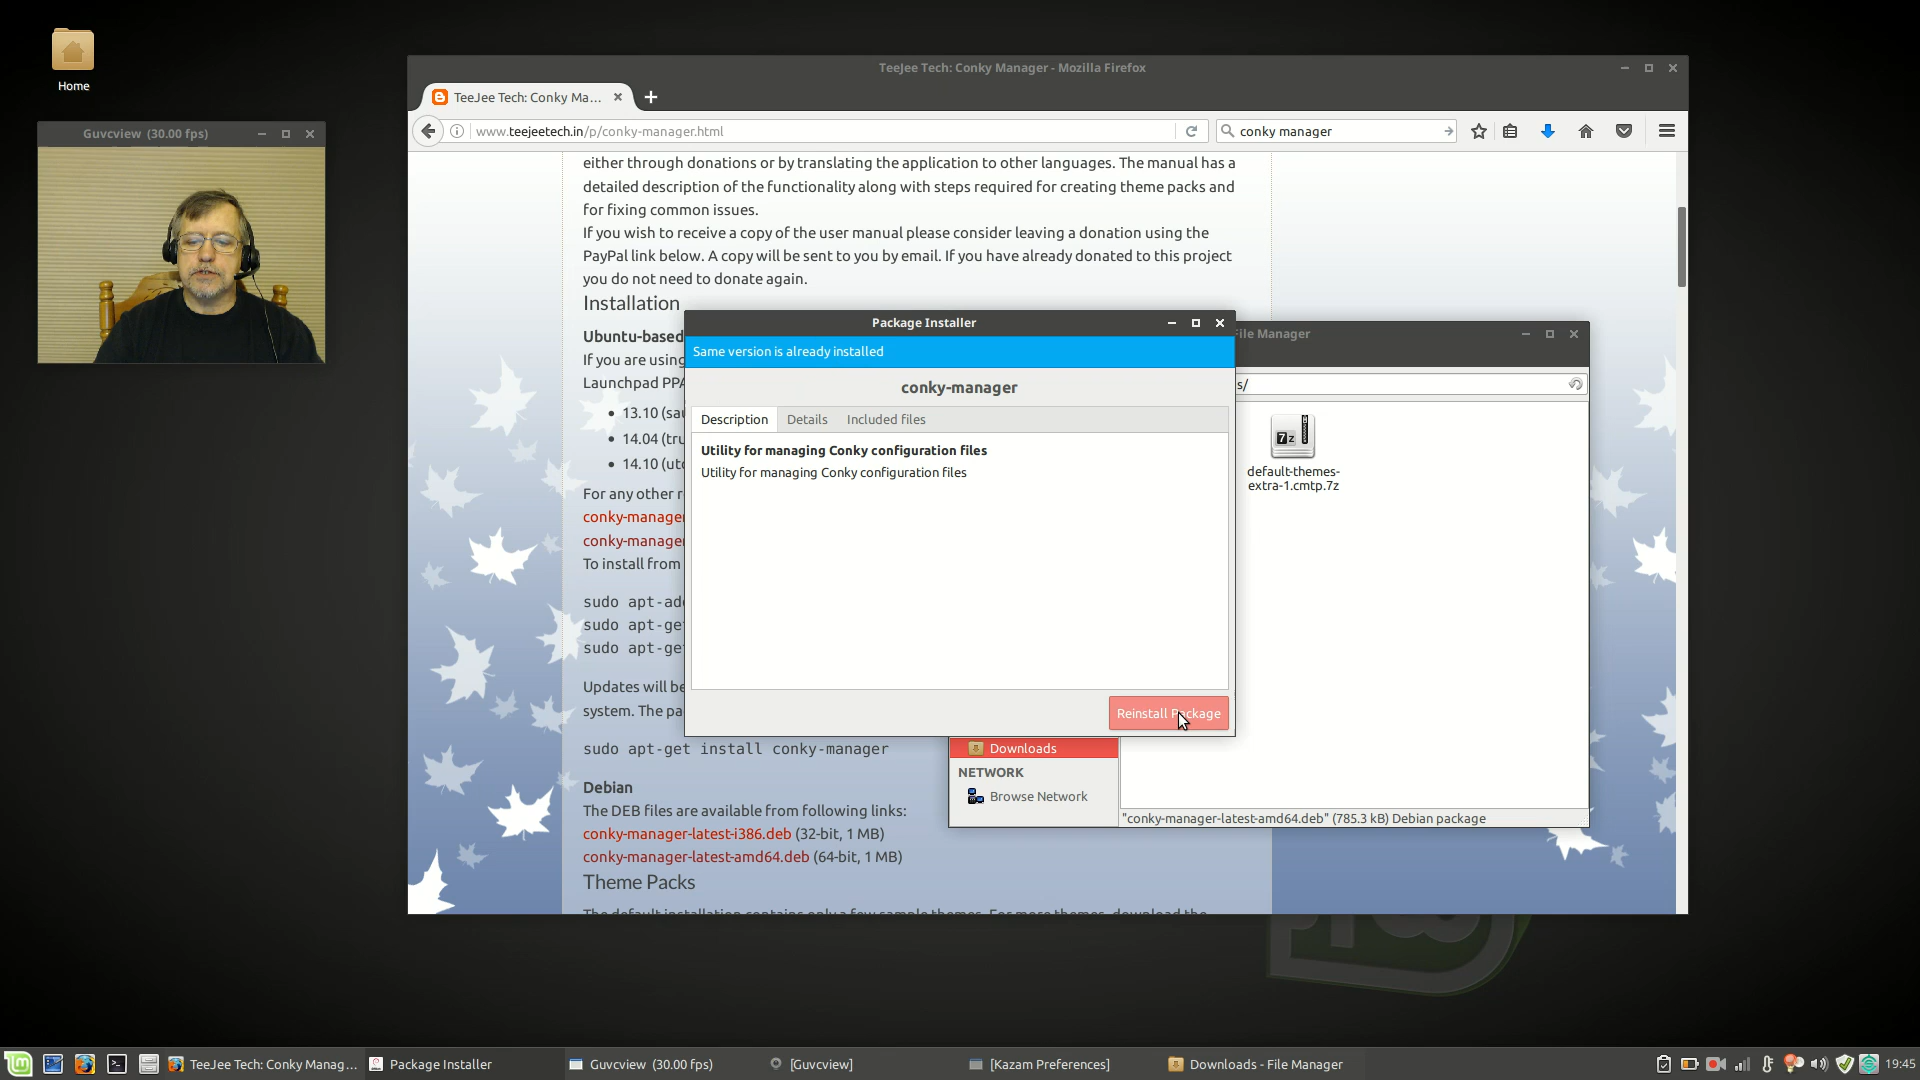 Home
Guvcview (30.00 fps)
TeeJee Tech: Conky Manager - Mozilla Firefox
TeeJee Tech: Conky Ma...
www.teejeetech.in/p/conky-manager.html
conky manager
either through donations or by translating the application to other languages. The manual has a
detailed description of the functionality along with steps required for creating theme packs and
for fixing common issues.
If you wish to receive a copy of the user manual please consider leaving a donation using the
PayPal link below. A copy will be sent to you by email. If you have already donated to this project
you do not need to donate again.
Installation
Ubuntu-based
If you are using
Launchpad PPA
13.10 (sau
14.04 (tru
14.10 (uto
For any other r
conky-manager
conky-manager
To install from
sudo apt-add
sudo apt-get
sudo apt-get
Updates will be
system. The pa
sudo apt-get install conky-manager
Debian
The DEB files are available from following links:
conky-manager-latest-i386.deb (32-bit, 1 MB)
conky-manager-latest-amd64.deb (64-bit, 1 MB)
Theme Packs
Package Installer
Same version is already installed
conky-manager
Description Details Included files
Utility for managing Conky configuration files
Utility for managing Conky configuration files
Reinstall Package
File Manager
s/
7z
default-themes-
extra-1.cmtp.7z
Downloads
NETWORK
Browse Network
"conky-manager-latest-amd64.deb" (785.3 kB) Debian package
TeeJee Tech: Conky Manag...
Package Installer
Guvcview (30.00 fps)
[Guvcview]
[Kazam Preferences]
Downloads - File Manager
19:45